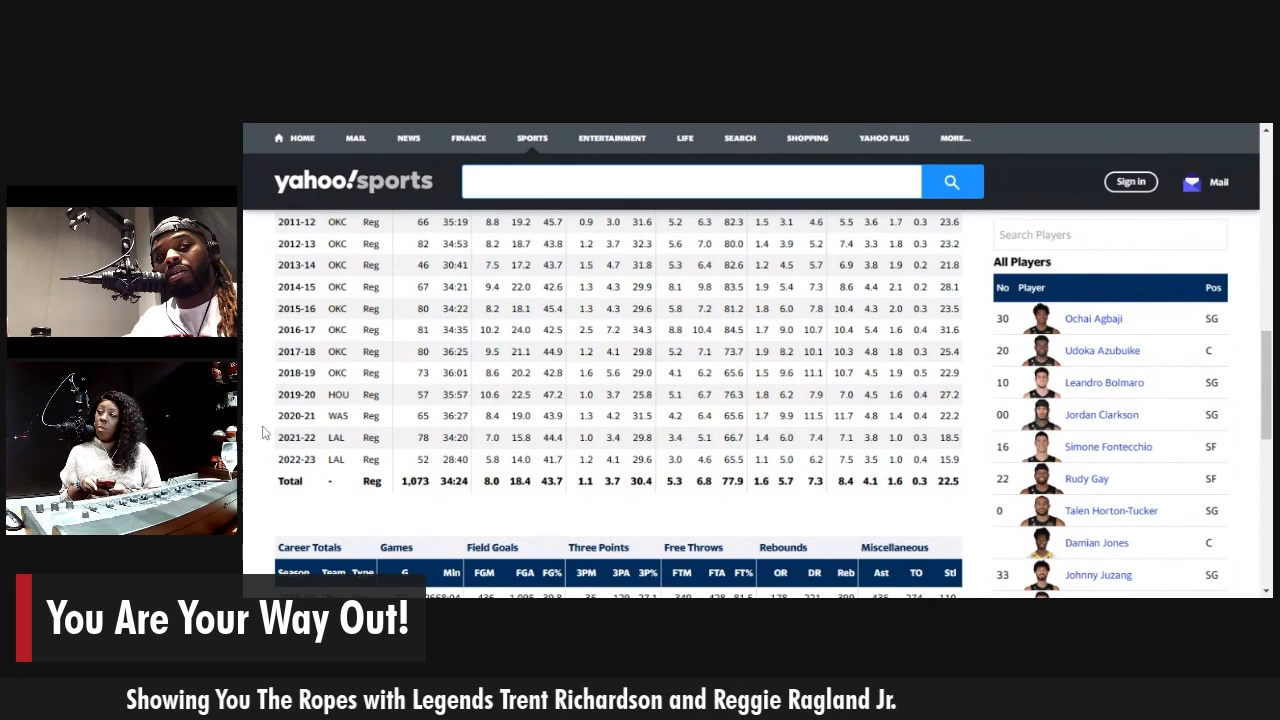 HOME MAIL NEWS FINANCE SPORTS ENTERTAINMENT LIFE SEARCH SHOPPING YAHOO PLUS MORE...
yahoo!sports Sign in Mail
2011-12 OKC Reg 66 35:19 8.8 19.2 45.7 0.9 3.0 31.6 5.2 6.3 82.3 1.5 3.1 4.6 5.5 3.6 1.7 0.3 23.6
2012-13 OKC Reg 82 34:53 8.2 18.7 43.8 1.2 3.7 32.3 5.6 7.0 80.0 1.4 3.9 5.2 7.4 3.3 1.8 0.3 23.2
2013-14 OKC Reg 46 30:41 7.5 17.2 43.7 1.5 4.7 31.8 5.3 6.4 82.6 1.2 4.5 5.7 6.9 3.8 1.9 0.2 21.8
2014-15 OKC Reg 67 34:21 9.4 22.0 42.6 1.3 4.3 29.9 8.1 9.8 83.5 1.9 5.4 7.3 8.6 4.4 2.1 0.2 28.1
2015-16 OKC Reg 80 34:22 8.2 18.1 45.4 1.3 4.3 29.6 5.8 7.2 81.2 1.8 6.0 7.8 10.4 4.3 2.0 0.3 23.5
2016-17 OKC Reg 81 34:35 10.2 24.0 42.5 2.5 7.2 34.3 8.8 10.4 84.5 1.7 9.0 10.7 10.4 5.4 1.6 0.4 31.6
2017-18 OKC Reg 80 36:25 9.5 21.1 44.9 1.2 4.1 29.8 5.2 7.1 73.7 1.9 8.2 10.1 10.3 4.8 1.8 0.3 25.4
2018-19 OKC Reg 73 36:01 8.6 20.2 42.8 1.6 5.6 29.0 4.1 6.2 65.6 1.5 9.6 11.1 10.7 4.5 1.9 0.5 22.9
2019-20 HOU Reg 57 35:57 10.6 22.5 47.2 1.0 3.7 25.8 5.1 6.7 76.3 1.8 6.2 7.9 7.0 4.5 1.6 0.4 27.2
2020-21 WAS Reg 65 36:27 8.4 19.0 43.9 1.3 4.2 31.5 4.2 6.4 65.6 1.7 9.9 11.5 11.7 4.8 1.4 0.4 22.2
2021-22 LAL Reg 78 34:20 7.0 15.8 44.4 1.0 3.4 29.8 3.4 5.1 66.7 1.4 6.0 7.4 7.1 3.8 1.0 0.3 18.5
2022-23 LAL Reg 52 28:40 5.8 14.0 41.7 1.2 4.1 29.6 3.0 4.6 65.5 1.1 5.0 6.2 7.5 3.5 1.0 0.4 15.9
Total - Reg 1,073 34:24 8.0 18.4 43.7 1.1 3.7 30.4 5.3 6.8 77.9 1.6 5.7 7.3 8.4 4.1 1.6 0.3 22.5
Career Totals Games Field Goals Three Points Free Throws Rebounds Miscellaneous
Season Team Type G Min FGM FGA FG% 3PM 3PA 3P% FTM FTA FT% OR DR Reb Ast TO Stl
Search Players
All Players
No Player Pos
30 Ochai Agbaji SG
20 Udoka Azubuike C
10 Leandro Bolmaro SG
00 Jordan Clarkson SG
16 Simone Fontecchio SF
22 Rudy Gay SF
0 Talen Horton-Tucker SG
Damian Jones C
33 Johnny Juzang SG
You Are Your Way Out!
Showing You The Ropes with Legends Trent Richardson and Reggie Ragland Jr.